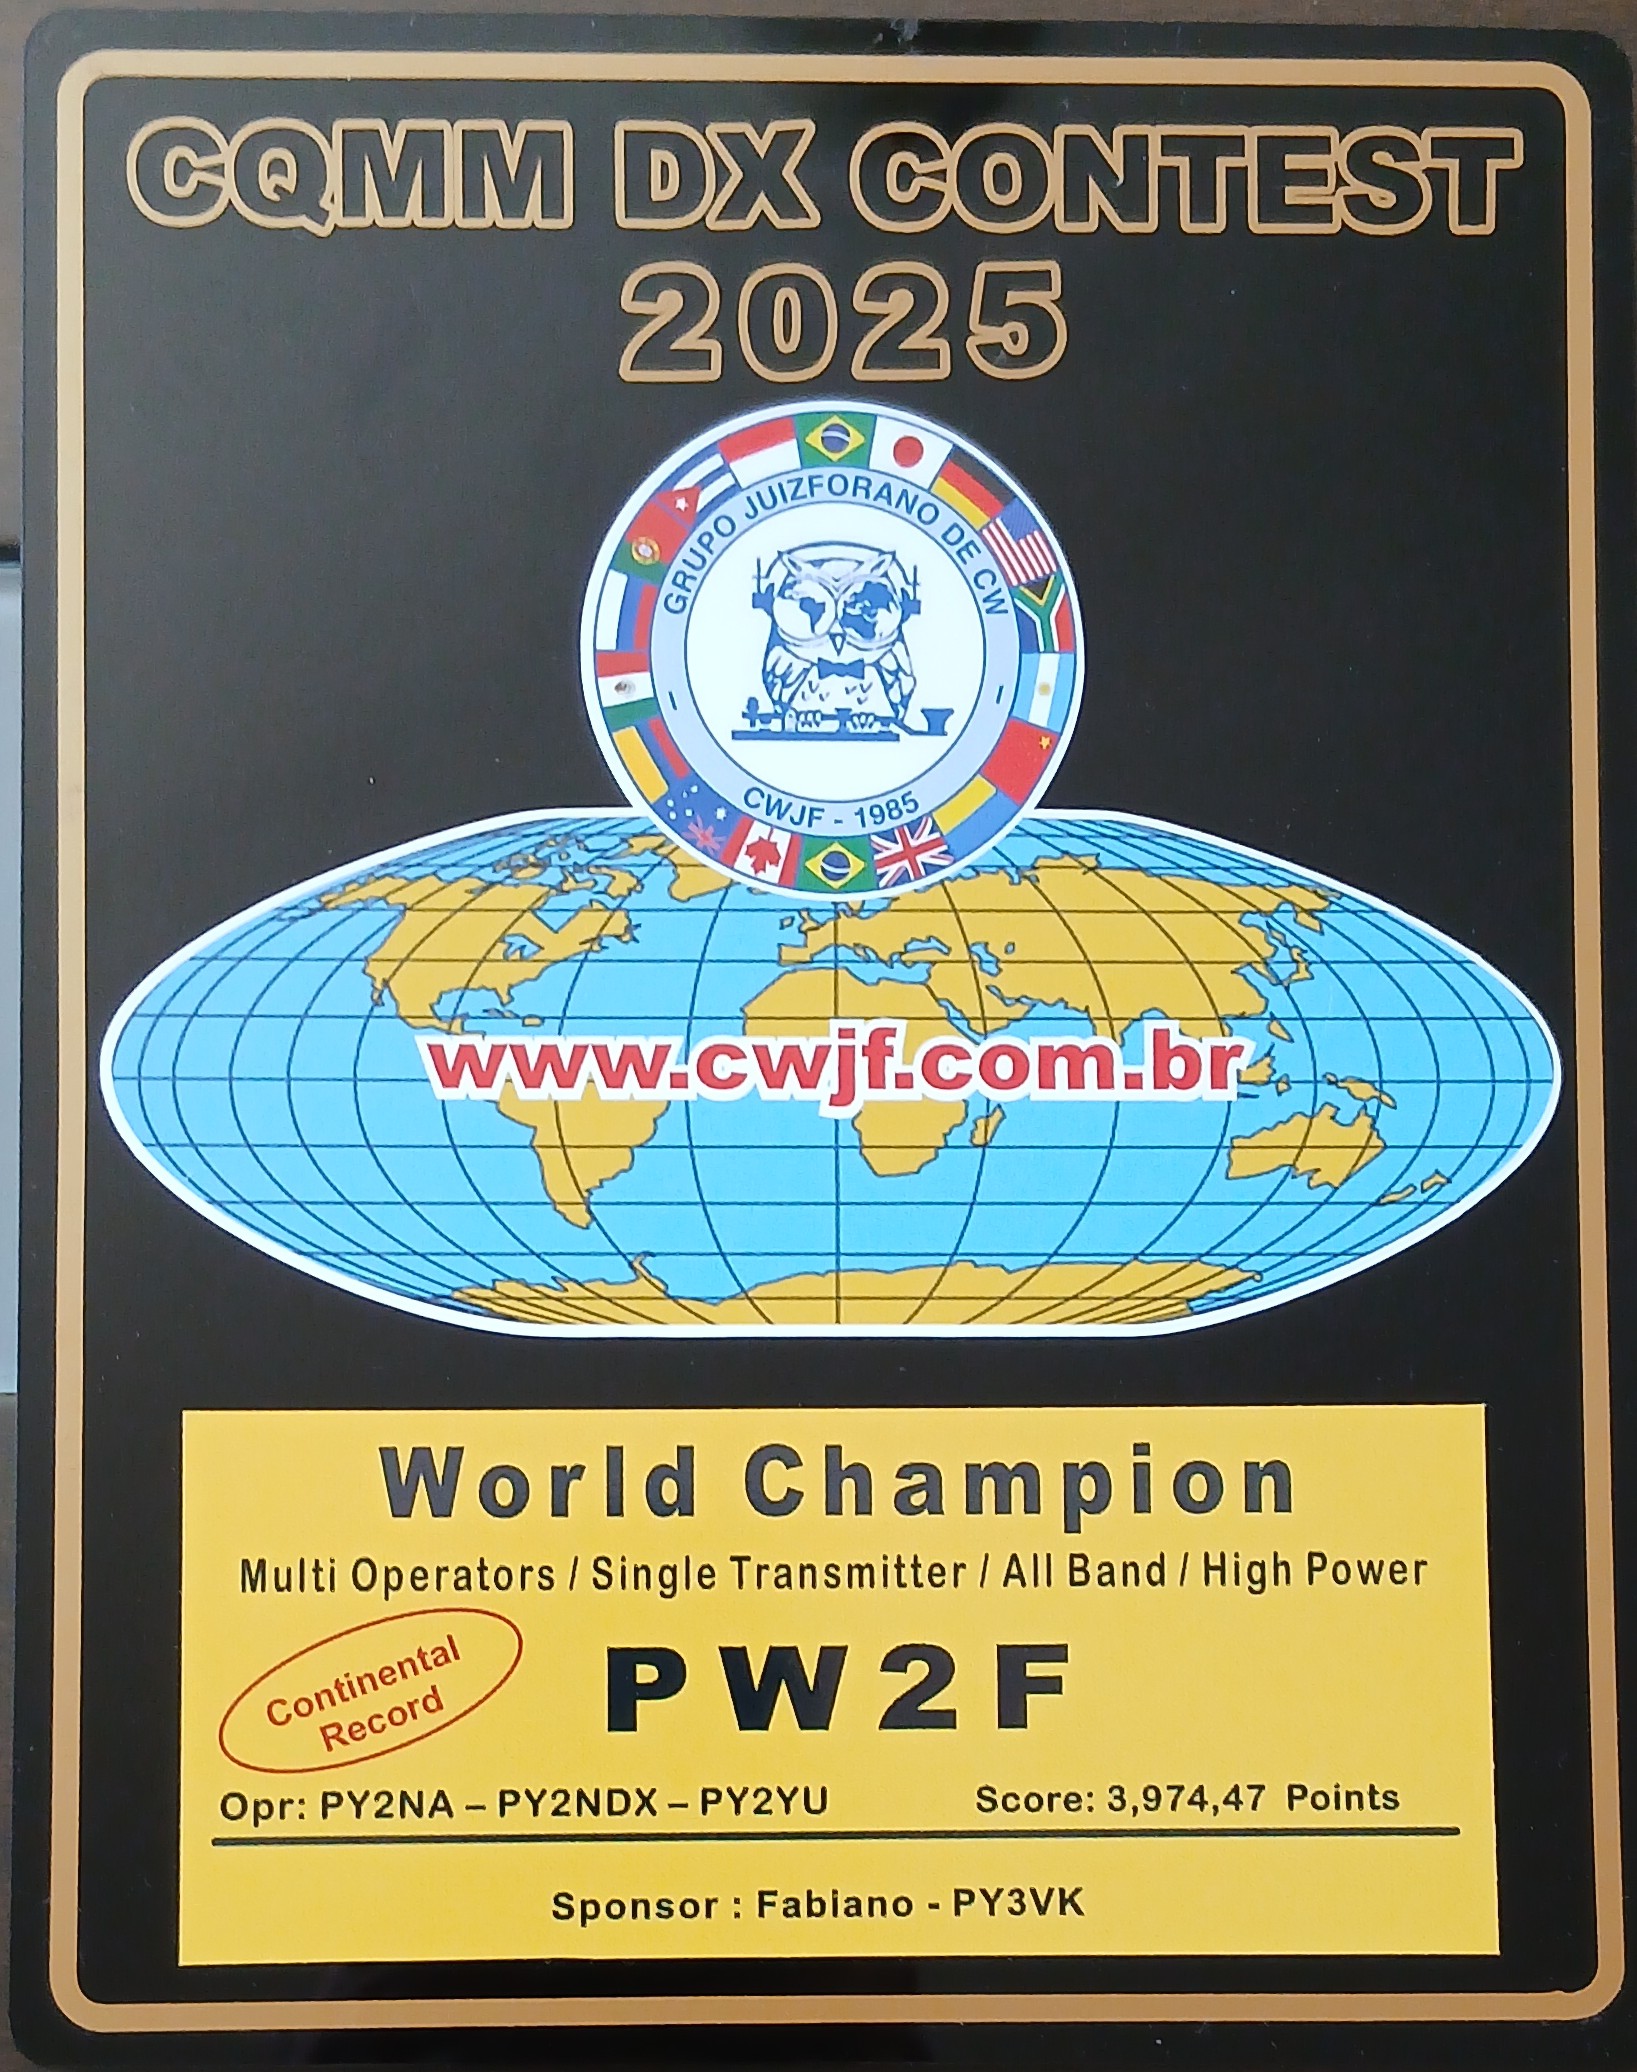 CQMM DX CONTEST
2025
GRUPO JUIZFORANO DE CW
CWJF - 1985
www.cwjf.com.br
World Champion
Multi Operators / Single Transmitter / All Band / High Power
Continental
Record
PW2F
Opr: PY2NA – PY2NDX – PY2YU Score: 3,974,47 Points
Sponsor : Fabiano - PY3VK